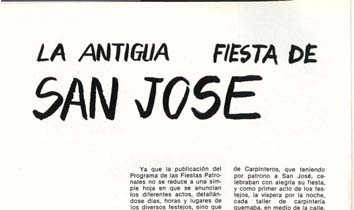 LA ANTIGUA FIESTA DE
SAN JOSE
Ya que la publicación del
Programa de las Fiestas Patro-
nales no se reduce a una sim-
ple hoja en que se anuncian
los diferentes actos, detallán-
dose días, horas y lugares de
los diversos festejos, sino que
de Carpinteros, que teniendo
por patrono a San José, ce-
lebraban con alegría su fiesta,
y como primer acto de los fes-
tejos, la víspera por la noche,
cada taller de carpintería
quemaba, en medio de la calle,